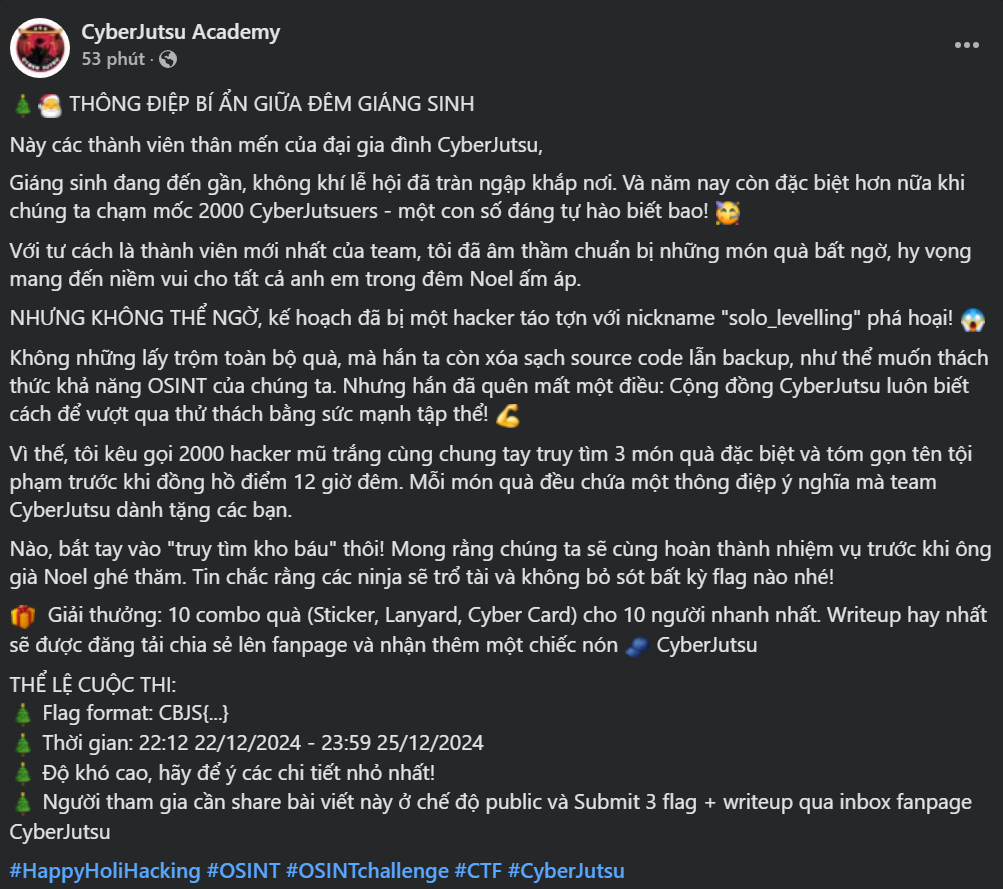 CyberJutsu Academy
53 phút ·
🎄🎅 THÔNG ĐIỆP BÍ ẨN GIỮA ĐÊM GIÁNG SINH
Này các thành viên thân mến của đại gia đình CyberJutsu,
Giáng sinh đang đến gần, không khí lễ hội đã tràn ngập khắp nơi. Và năm nay còn đặc biệt hơn nữa khi
chúng ta chạm mốc 2000 CyberJutsuers - một con số đáng tự hào biết bao! 🥳
Với tư cách là thành viên mới nhất của team, tôi đã âm thầm chuẩn bị những món quà bất ngờ, hy vọng
mang đến niềm vui cho tất cả anh em trong đêm Noel ấm áp.
NHƯNG KHÔNG THỂ NGỜ, kế hoạch đã bị một hacker táo tợn với nickname "solo_levelling" phá hoại! 😱
Không những lấy trộm toàn bộ quà, mà hắn ta còn xóa sạch source code lẫn backup, như thể muốn thách
thức khả năng OSINT của chúng ta. Nhưng hắn đã quên mất một điều: Cộng đồng CyberJutsu luôn biết
cách để vượt qua thử thách bằng sức mạnh tập thể! 💪
Vì thế, tôi kêu gọi 2000 hacker mũ trắng cùng chung tay truy tìm 3 món quà đặc biệt và tóm gọn tên tội
phạm trước khi đồng hồ điểm 12 giờ đêm. Mỗi món quà đều chứa một thông điệp ý nghĩa mà team
CyberJutsu dành tặng các bạn.
Nào, bắt tay vào "truy tìm kho báu" thôi! Mong rằng chúng ta sẽ cùng hoàn thành nhiệm vụ trước khi ông
già Noel ghé thăm. Tin chắc rằng các ninja sẽ trổ tài và không bỏ sót bất kỳ flag nào nhé!
🎁 Giải thưởng: 10 combo quà (Sticker, Lanyard, Cyber Card) cho 10 người nhanh nhất. Writeup hay nhất
sẽ được đăng tải chia sẻ lên fanpage và nhận thêm một chiếc nón 🧢 CyberJutsu
THỂ LỆ CUỘC THI:
🎄 Flag format: CBJS{...}
🎄 Thời gian: 22:12 22/12/2024 - 23:59 25/12/2024
🎄 Độ khó cao, hãy để ý các chi tiết nhỏ nhất!
🎄 Người tham gia cần share bài viết này ở chế độ public và Submit 3 flag + writeup qua inbox fanpage
CyberJutsu
#HappyHoliHacking #OSINT #OSINTchallenge #CTF #CyberJutsu